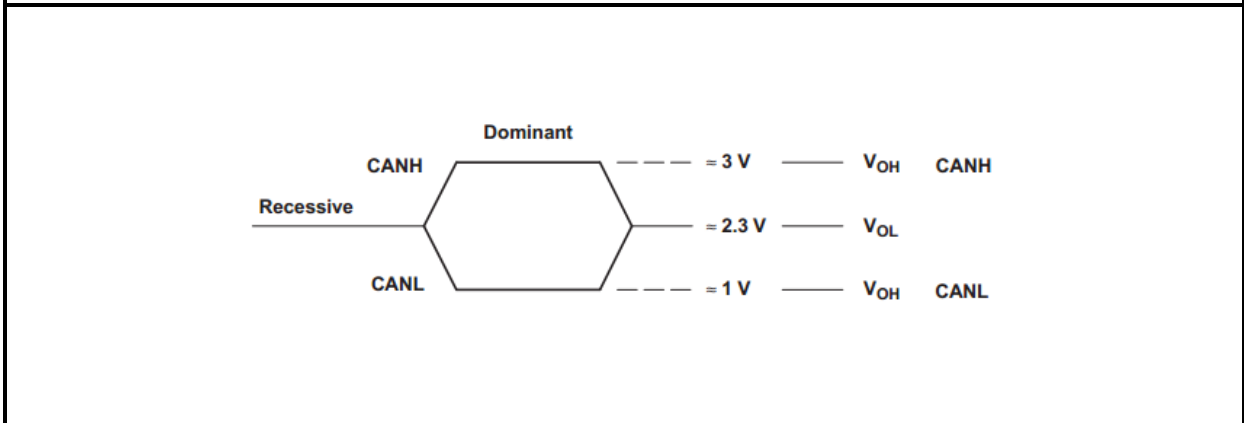 Dominant
CANH ≈ 3 V VOH CANH
Recessive
≈ 2.3 V VOL
CANL ≈ 1 V VOH CANL